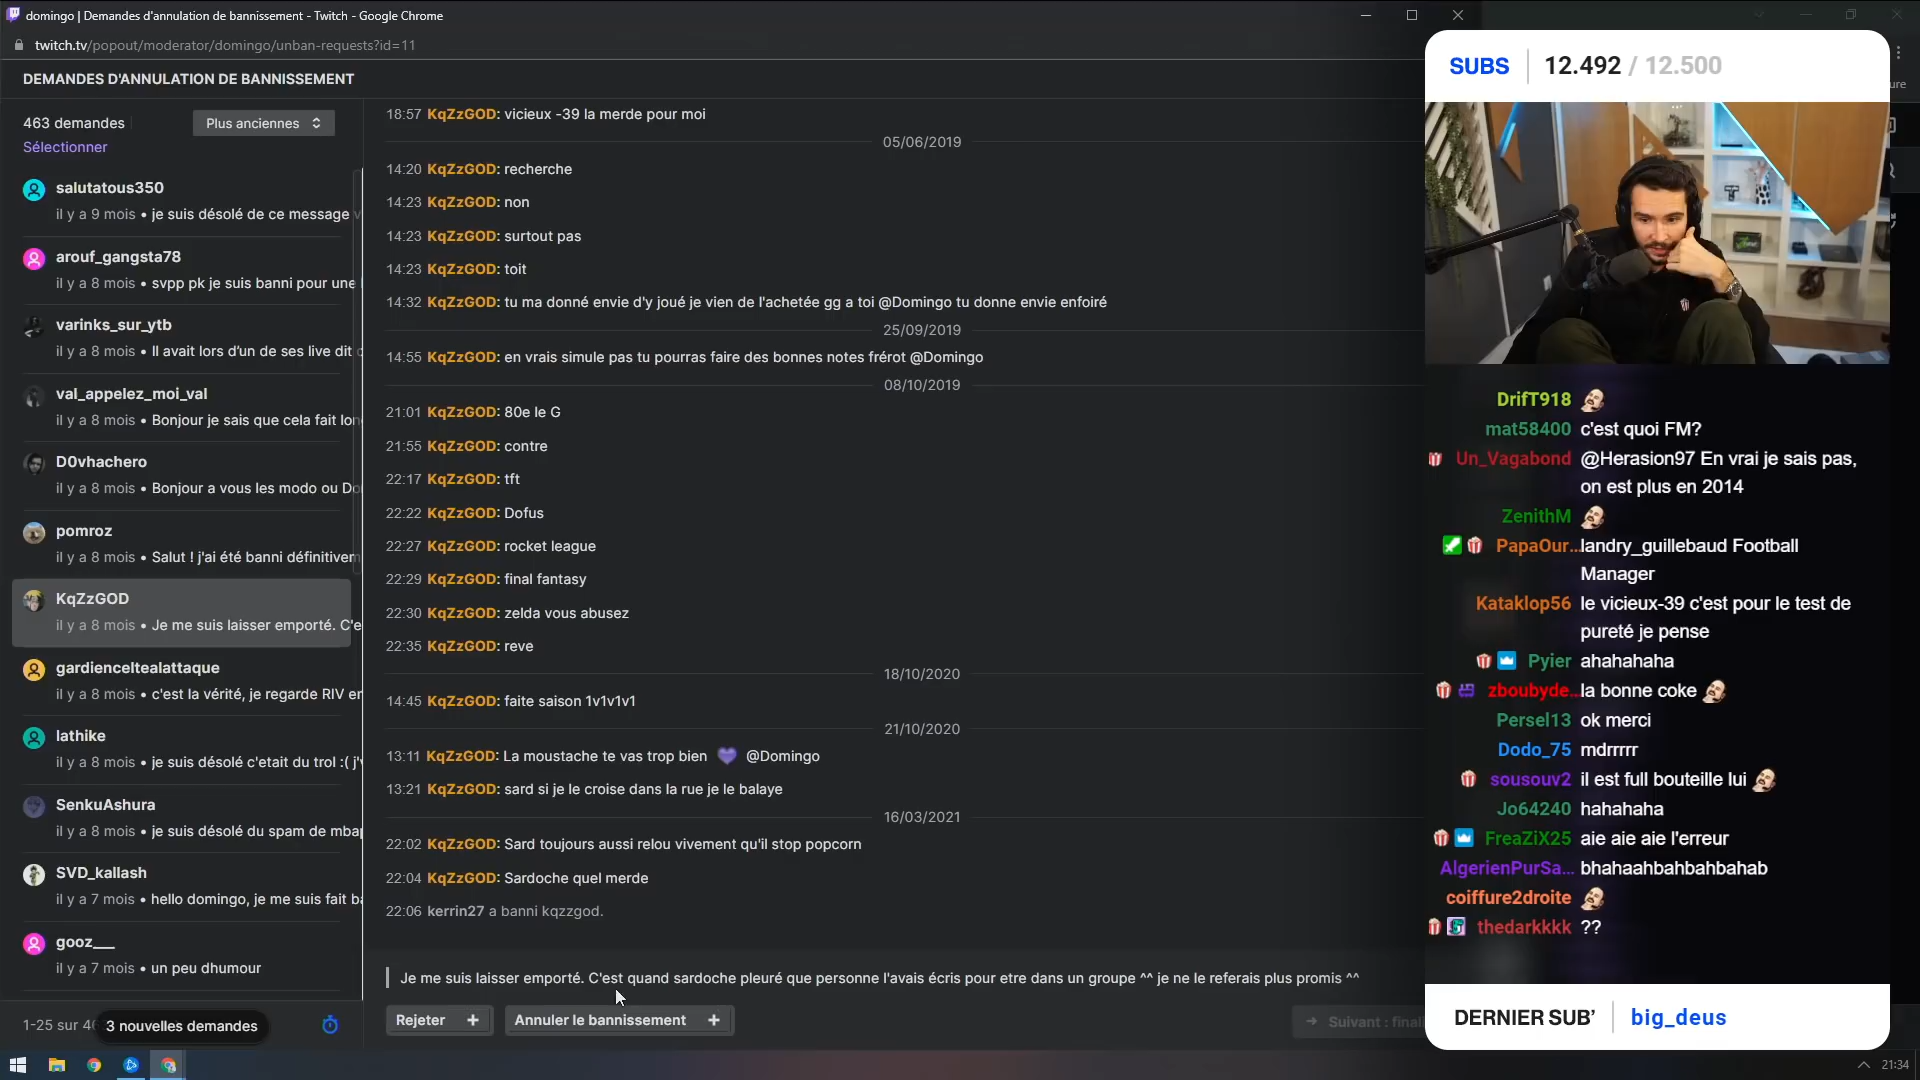 domingo | Demandes d'annulation de bannissement - Twitch - Google Chrome
twitch.tv/popout/moderator/domingo/unban-requests?id=11
DEMANDES D'ANNULATION DE BANNISSEMENT
463 demandes
Plus anciennes
Sélectionner
salutatous350
il y a 9 mois • je suis désolé de ce message
arouf_gangsta78
il y a 8 mois • svpp pk je suis banni pour une
varinks_sur_ytb
il y a 8 mois • Il avait lors d'un de ses live dit
val_appelez_moi_val
il y a 8 mois • Bonjour je sais que cela fait lon
D0vhachero
il y a 8 mois • Bonjour a vous les modo ou Do
pomroz
il y a 8 mois • Salut ! j'ai été banni définitivem
KqZzGOD
il y a 8 mois • Je me suis laisser emporté. C'e
gardienceltealattaque
il y a 8 mois • c'est la vérité, je regarde RIV en
lathike
il y a 8 mois • je suis désolé c'etait du trol :( j'
SenkuAshura
il y a 8 mois • je suis désolé du spam de mba
SVD_kallash
il y a 7 mois • hello domingo, je me suis fait b
gooz___
il y a 7 mois • un peu dhumour
1-25 sur 4
3 nouvelles demandes
18:57 KqZzGOD: vicieux -39 la merde pour moi
05/06/2019
14:20 KqZzGOD: recherche
14:23 KqZzGOD: non
14:23 KqZzGOD: surtout pas
14:23 KqZzGOD: toit
14:32 KqZzGOD: tu ma donné envie d'y joué je vien de l'achetée gg a toi @Domingo tu donne envie enfoiré
25/09/2019
14:55 KqZzGOD: en vrais simule pas tu pourras faire des bonnes notes frérot @Domingo
08/10/2019
21:01 KqZzGOD: 80e le G
21:55 KqZzGOD: contre
22:17 KqZzGOD: tft
22:22 KqZzGOD: Dofus
22:27 KqZzGOD: rocket league
22:29 KqZzGOD: final fantasy
22:30 KqZzGOD: zelda vous abusez
22:35 KqZzGOD: reve
18/10/2020
14:45 KqZzGOD: faite saison 1v1v1v1
21/10/2020
13:11 KqZzGOD: La moustache te vas trop bien 💜 @Domingo
13:21 KqZzGOD: sard si je le croise dans la rue je le balaye
16/03/2021
22:02 KqZzGOD: Sard toujours aussi relou vivement qu'il stop popcorn
22:04 KqZzGOD: Sardoche quel merde
22:06 kerrin27 a banni kqzzgod.
Je me suis laisser emporté. C'est quand sardoche pleuré que personne l'avais écris pour etre dans un groupe ^^ je ne le referais plus promis ^^
Rejeter +
Annuler le bannissement +
→ Suivant : final
SUBS 12.492 / 12.500
ure
DrifT918
mat58400 c'est quoi FM?
Un_Vagabond @Herasion97 En vrai je sais pas,
on est plus en 2014
ZenithM
PapaOur... landry_guillebaud Football
Manager
Kataklop56 le vicieux-39 c'est pour le test de
pureté je pense
Pyier ahahahaha
zboubyde... la bonne coke
Persel13 ok merci
Dodo_75 mdrrrrr
sousouv2 il est full bouteille lui
Jo64240 hahahaha
FreaZiX25 aie aie aie l'erreur
AlgerienPurSa... bhahaahbahbahbahab
coiffure2droite
thedarkkkk ??
DERNIER SUB' big_deus
21:34